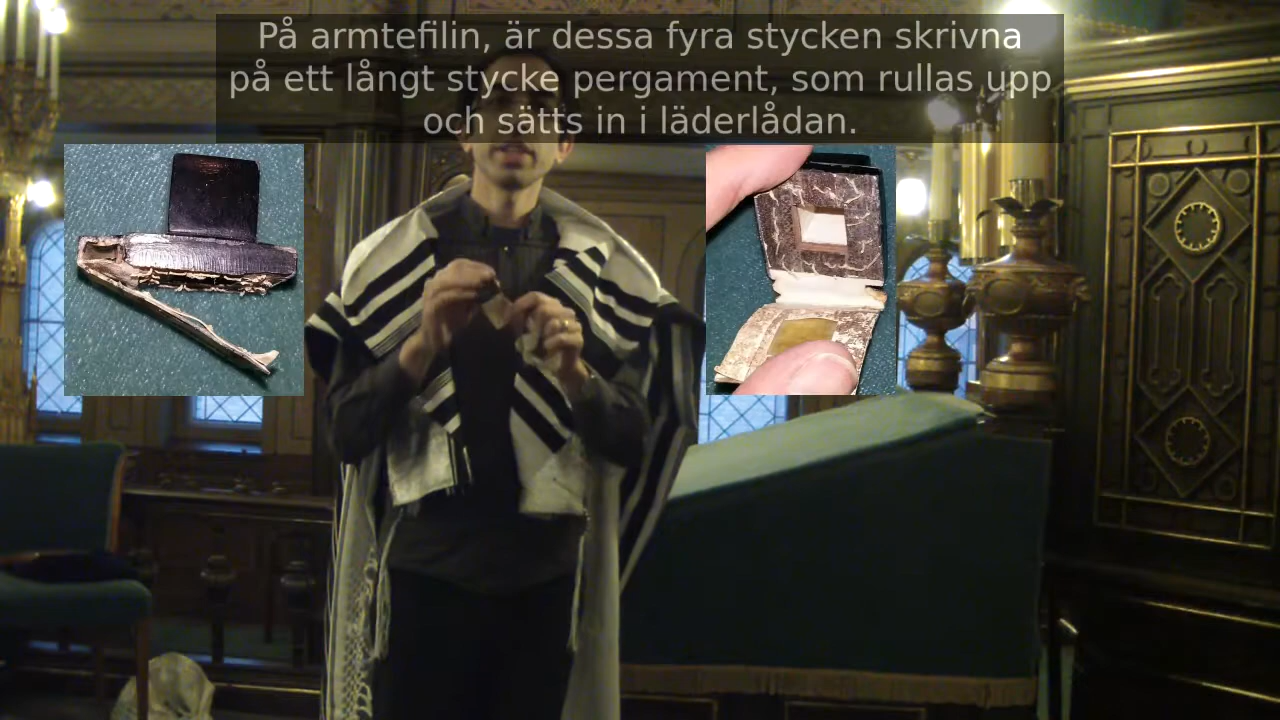 På armtefilin, är dessa fyra stycken skrivna
på ett långt stycke pergament, som rullas upp
och sätts in i läderlådan.